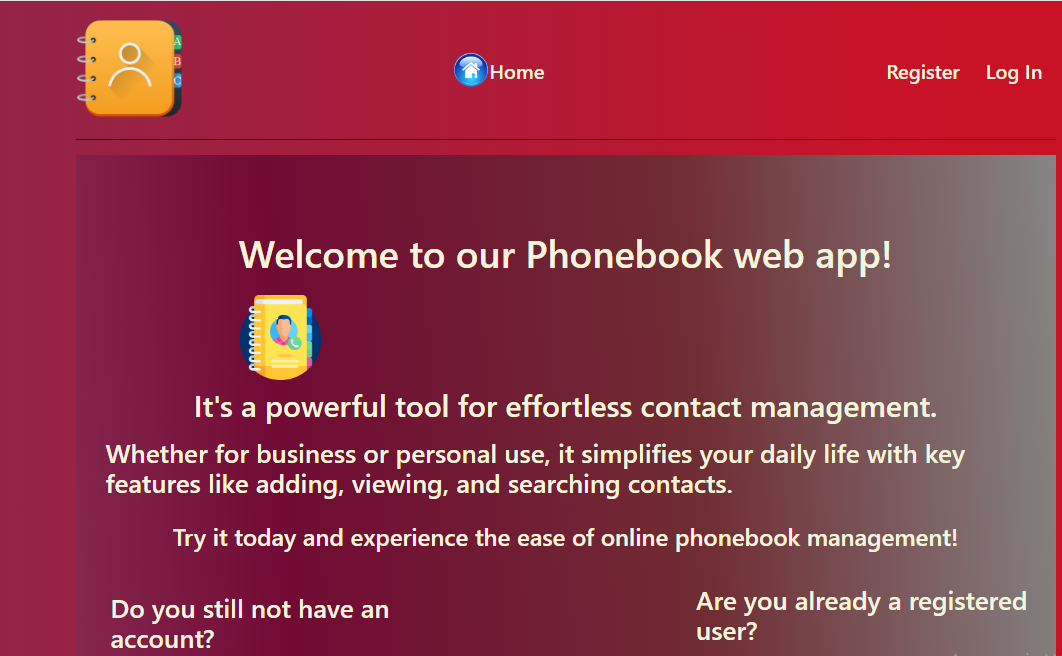 A
B
C
Home
Register
Log In
Welcome to our Phonebook web app!
It's a powerful tool for effortless contact management.
Whether for business or personal use, it simplifies your daily life with key
features like adding, viewing, and searching contacts.
Try it today and experience the ease of online phonebook management!
Do you still not have an
account?
Are you already a registered
user?